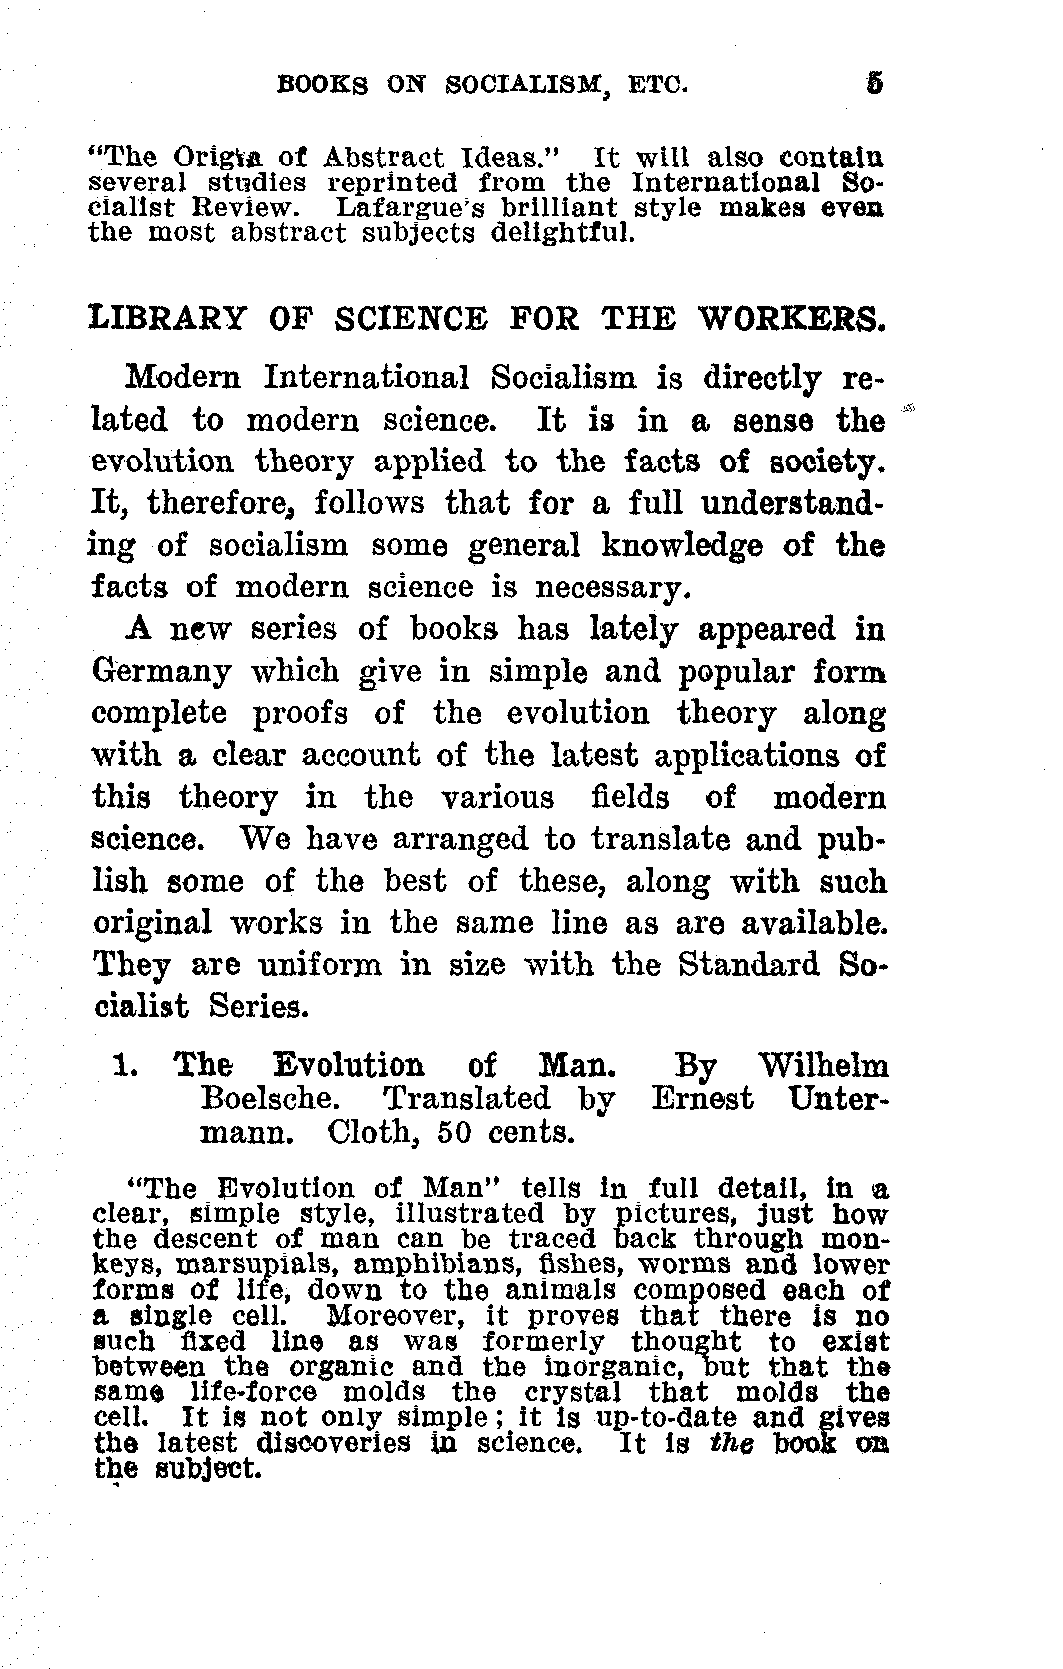 BOOKS ON SOCIALISM, ETC. 5
"The Origin of Abstract Ideas." It will also contain
several studies reprinted from the International So-
cialist Review. Lafargue's brilliant style makes even
the most abstract subjects delightful.
LIBRARY OF SCIENCE FOR THE WORKERS.
Modern International Socialism is directly re-
lated to modern science. It is in a sense the
evolution theory applied to the facts of society.
It, therefore, follows that for a full understand-
ing of socialism some general knowledge of the
facts of modern science is necessary.
A new series of books has lately appeared in
Germany which give in simple and popular form
complete proofs of the evolution theory along
with a clear account of the latest applications of
this theory in the various fields of modern
science. We have arranged to translate and pub-
lish some of the best of these, along with such
original works in the same line as are available.
They are uniform in size with the Standard So-
cialist Series.
1. The Evolution of Man. By Wilhelm
Boelsche. Translated by Ernest Unter-
mann. Cloth, 50 cents.
"The Evolution of Man" tells in full detail, in a
clear, simple style, illustrated by pictures, just how
the descent of man can be traced back through mon-
keys, marsupials, amphibians, fishes, worms and lower
forms of life, down to the animals composed each of
a single cell. Moreover, it proves that there is no
such fixed line as was formerly thought to exist
between the organic and the inorganic, but that the
same life-force molds the crystal that molds the
cell. It is not only simple; it is up-to-date and gives
the latest discoveries in science. It is the book on
the subject.